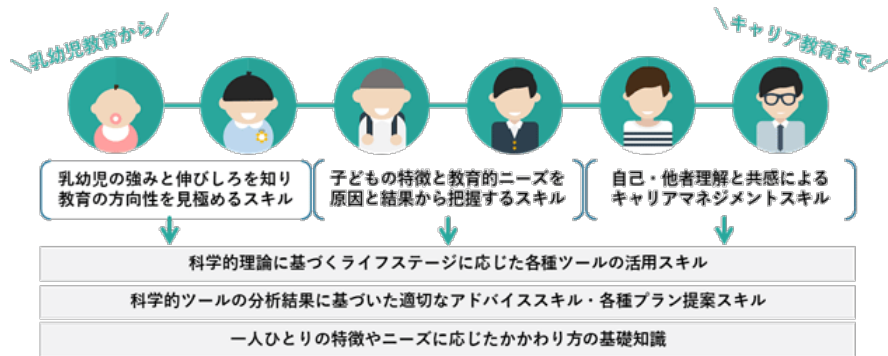 乳幼児教育から
キャリア教育まで
乳幼児の強みと伸びしろを知り
教育の方向性を見極めるスキル
子どもの特徴と教育的ニーズを
原因と結果から把握するスキル
自己・他者理解と共感による
キャリアマネジメントスキル
科学的理論に基づくライフステージに応じた各種ツールの活用スキル
科学的ツールの分析結果に基づいた適切なアドバイススキル・各種プラン提案スキル
一人ひとりの特徴やニーズに応じたかかわり方の基礎知識